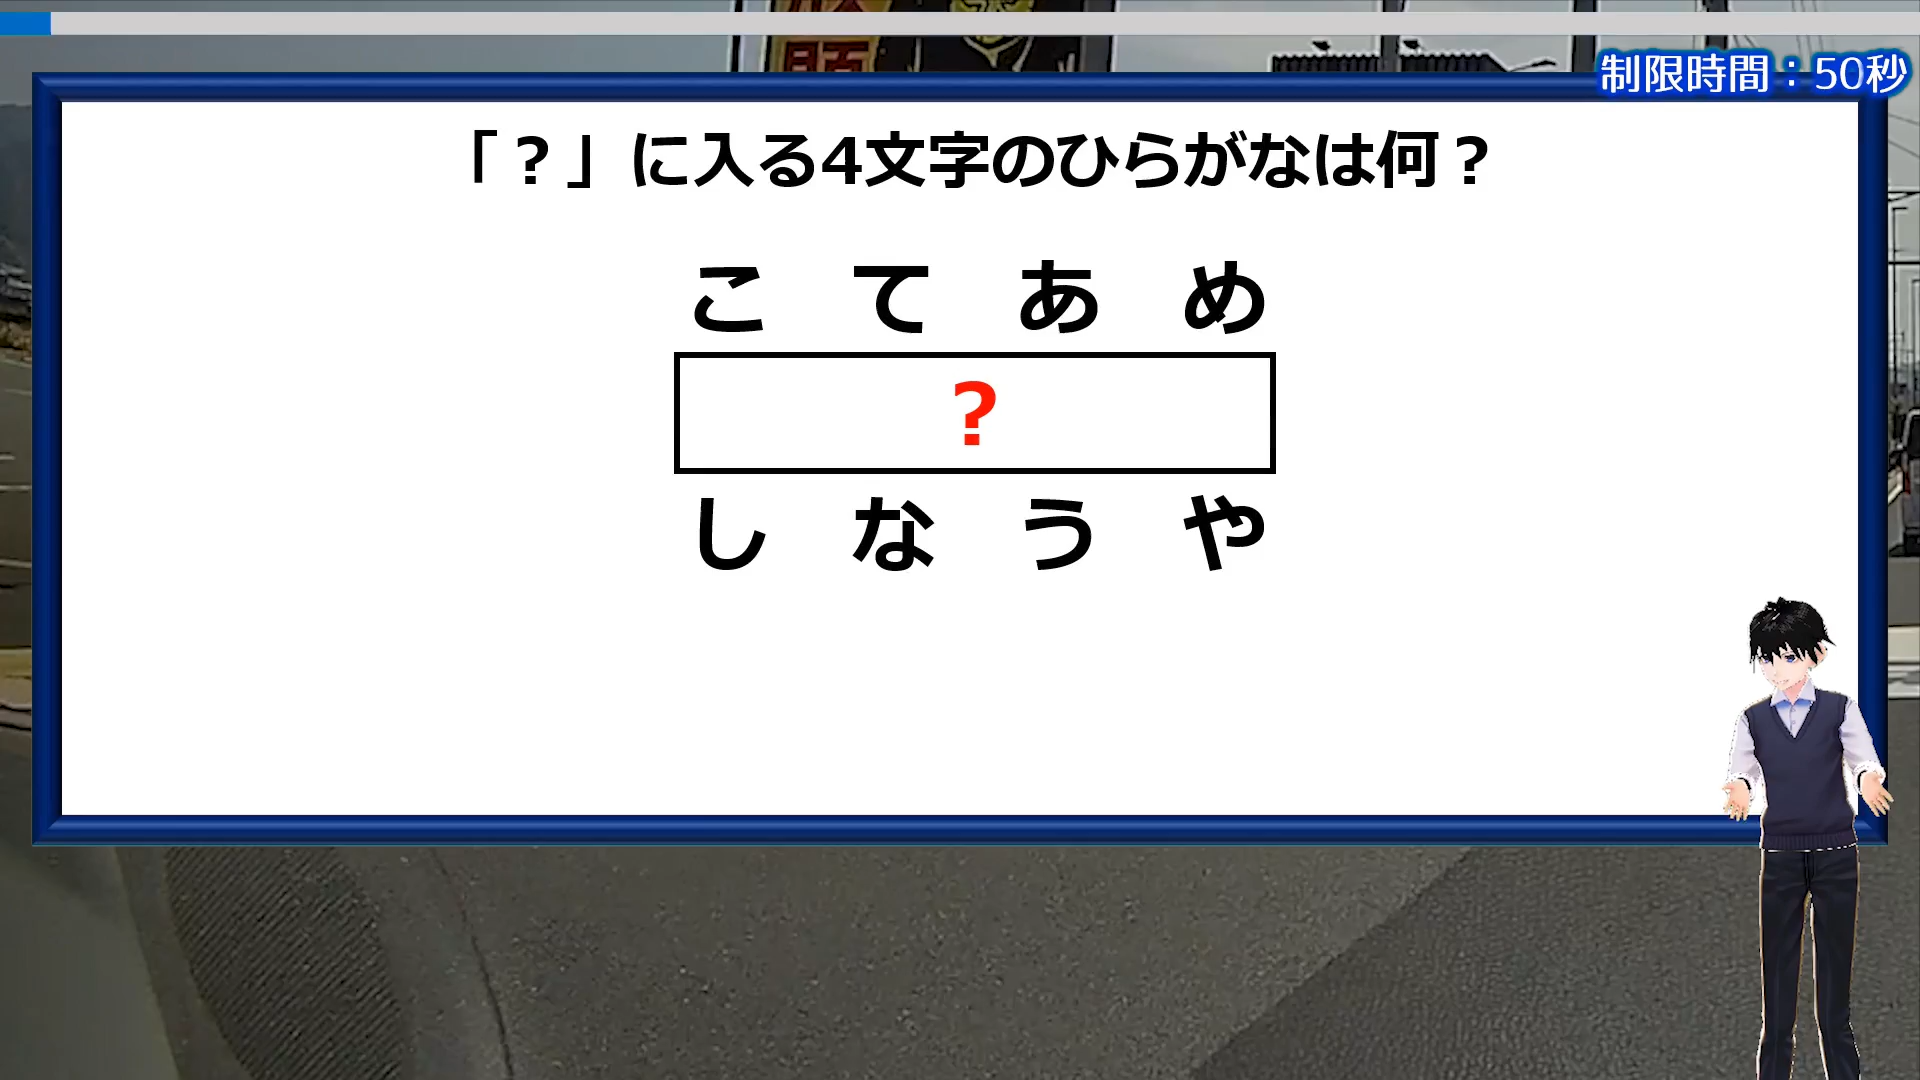 制限時間：50秒
「？」に入る4文字のひらがなは何？
こ て あ め
？
し な う や